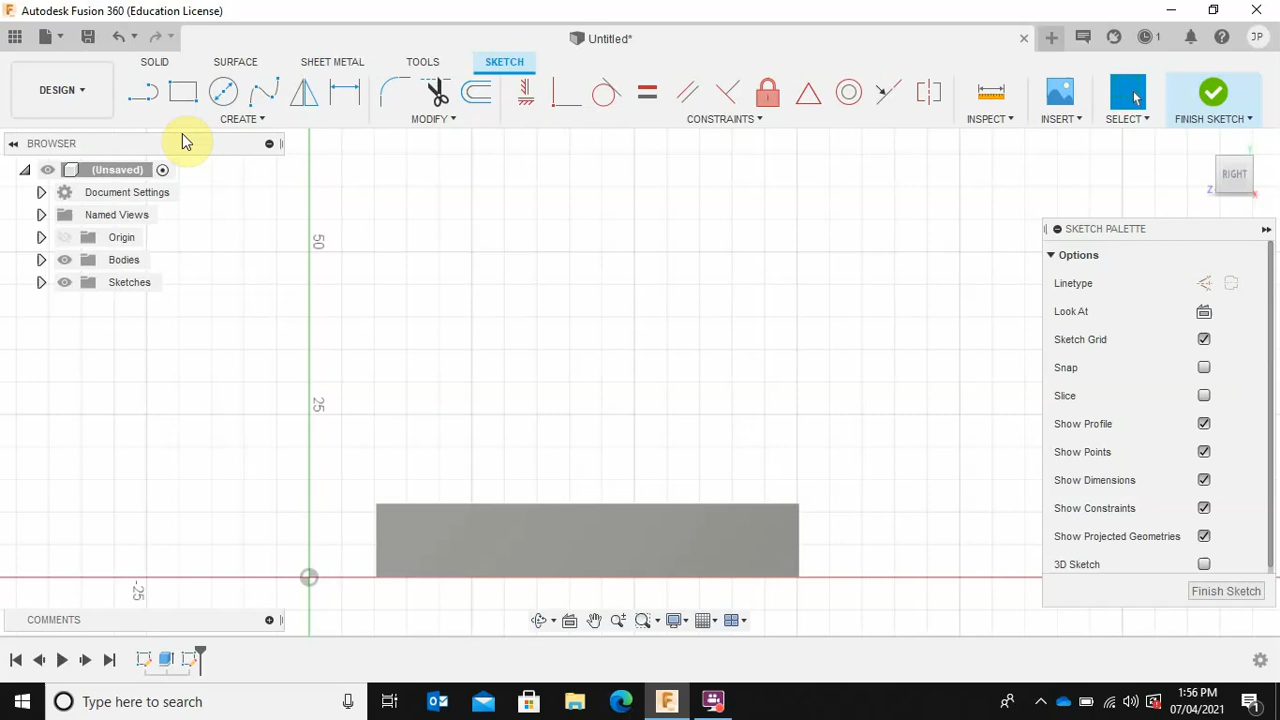 Autodesk Fusion 360 (Education License)
Untitled*
1
JP
SOLID SURFACE SHEET METAL TOOLS SKETCH
DESIGN
CREATE MODIFY CONSTRAINTS INSPECT INSERT SELECT FINISH SKETCH
BROWSER
(Unsaved)
Document Settings
Named Views
Origin
Bodies
Sketches
50
25
-25
RIGHT
Y
Z
X
SKETCH PALETTE
Options
Linetype
Look At
Sketch Grid
Snap
Slice
Show Profile
Show Points
Show Dimensions
Show Constraints
Show Projected Geometries
3D Sketch
Finish Sketch
COMMENTS
Type here to search
1:56 PM
07/04/2021
1